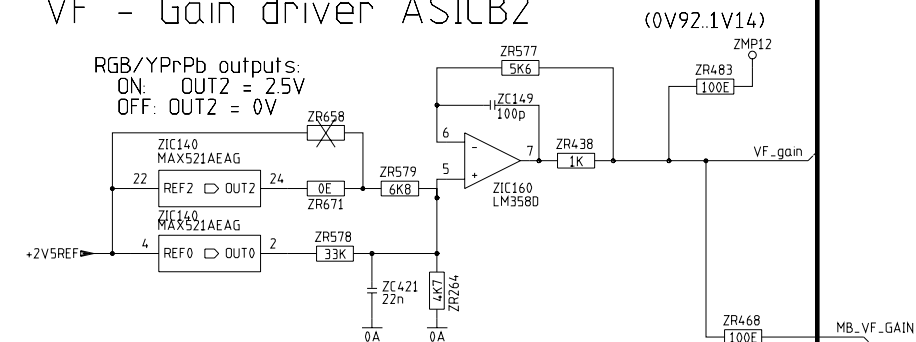 VF - Gain driver ASICB2
(0V92..1V14)
ZMP12
RGB/YPrPb outputs:
ON: OUT2 = 2.5V
OFF: OUT2 = 0V
ZR577
5K6
ZR483
100E
ZC149
100p
ZR658
ZIC140
MAX521AEAG
6
7
ZR438
1K
VF_gain
5
22
REF2
OUT2
24
0E
ZR671
ZR579
6K8
ZIC160
LM358D
ZIC140
MAX521AEAG
+2V5REF
4
REF0
OUT0
2
ZR578
33K
ZC421
22n
4K7
ZR264
0A
0A
ZR468
100E
MB_VF_GAIN